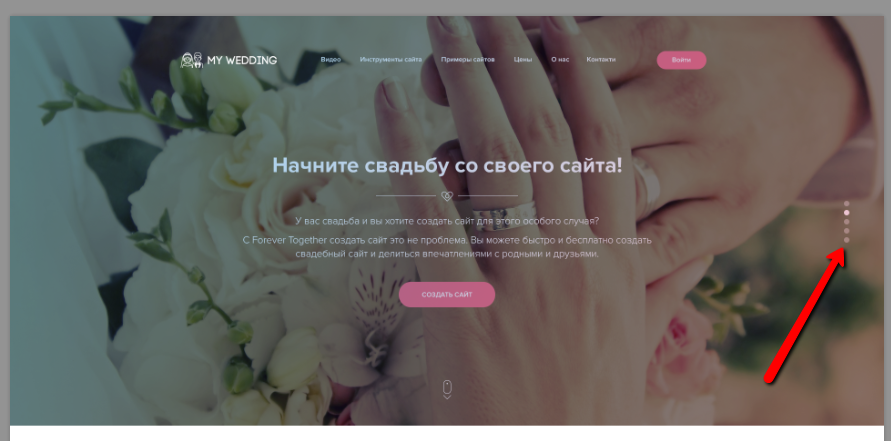 MY WEDDING
Видео Инструменты сайта Примеры сайтов Цены О нас Контакти Войти
Начните свадьбу со своего сайта!
У вас свадьба и вы хотите создать сайт для этого особого случая?
С Forever Together создать сайт это не проблема. Вы можете быстро и бесплатно создать
свадебный сайт и делиться впечатлениями с родными и друзьями.
СОЗДАТЬ САЙТ